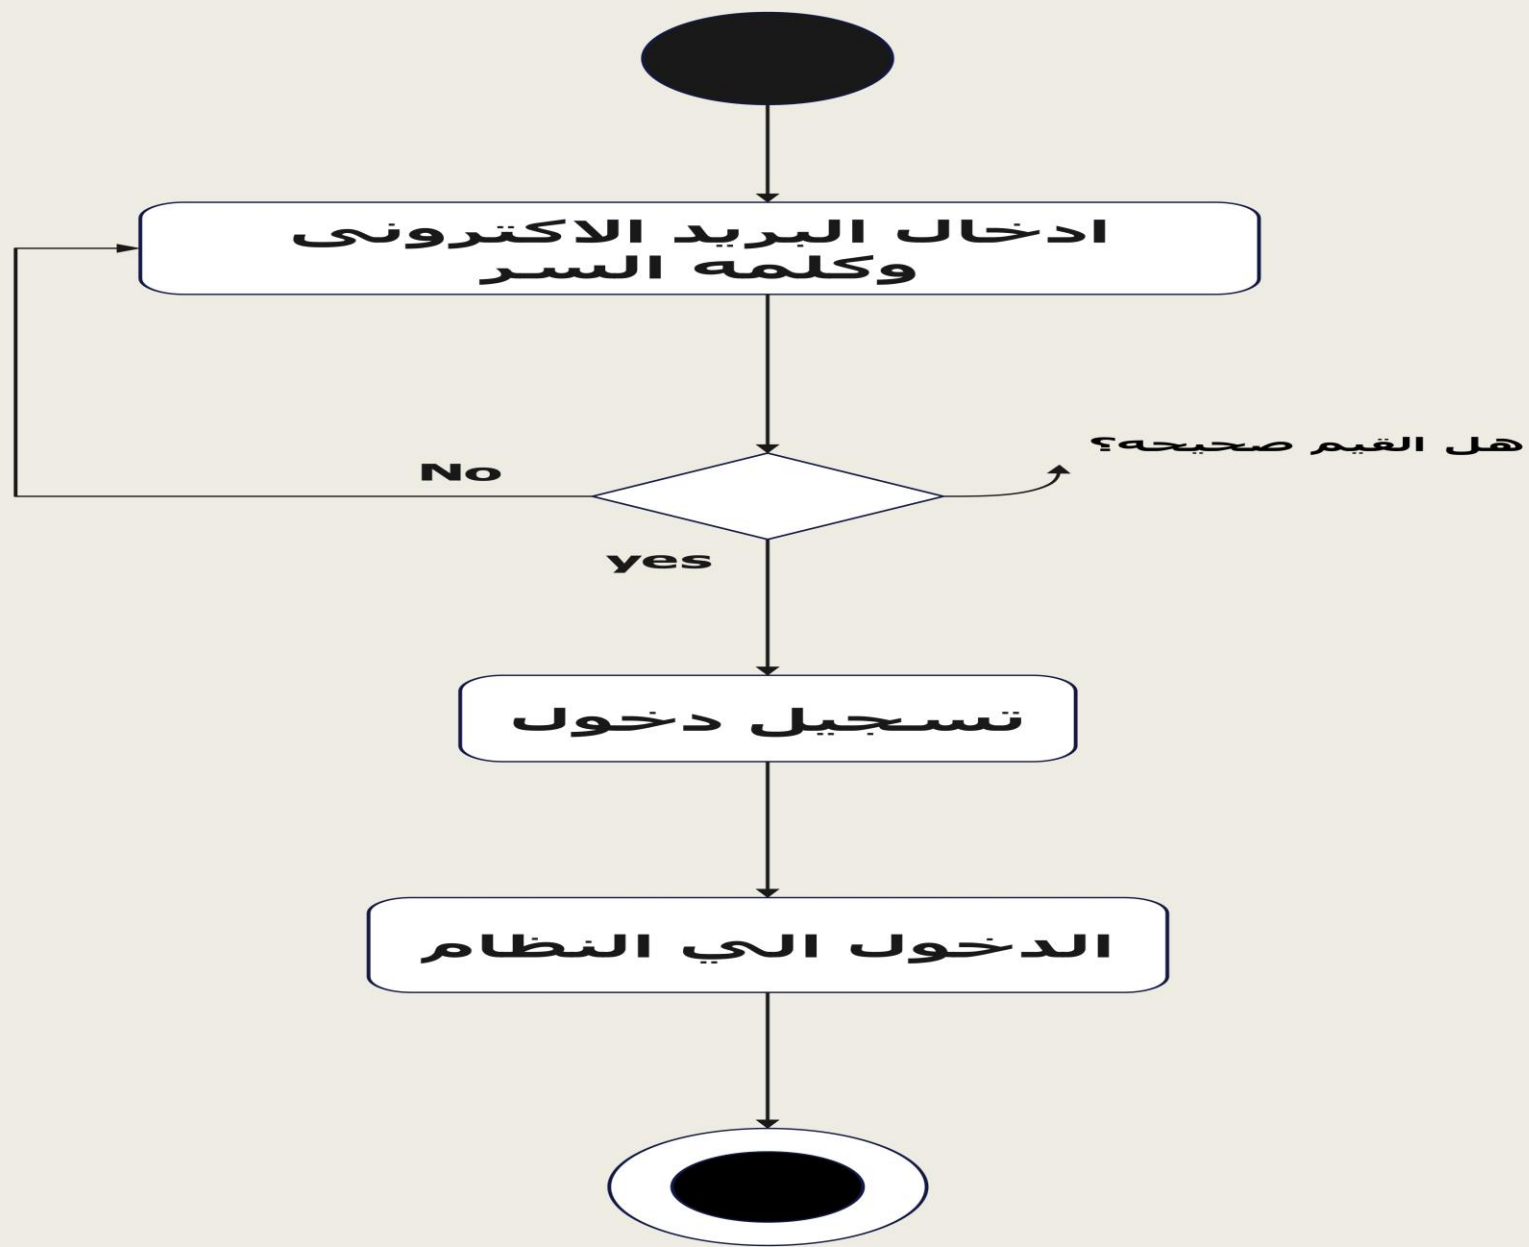 ادخال البريد الاكترونى
وكلمه السر
هل القيم صحيحه؟
No
yes
تسجيل دخول
الدخول الي النظام